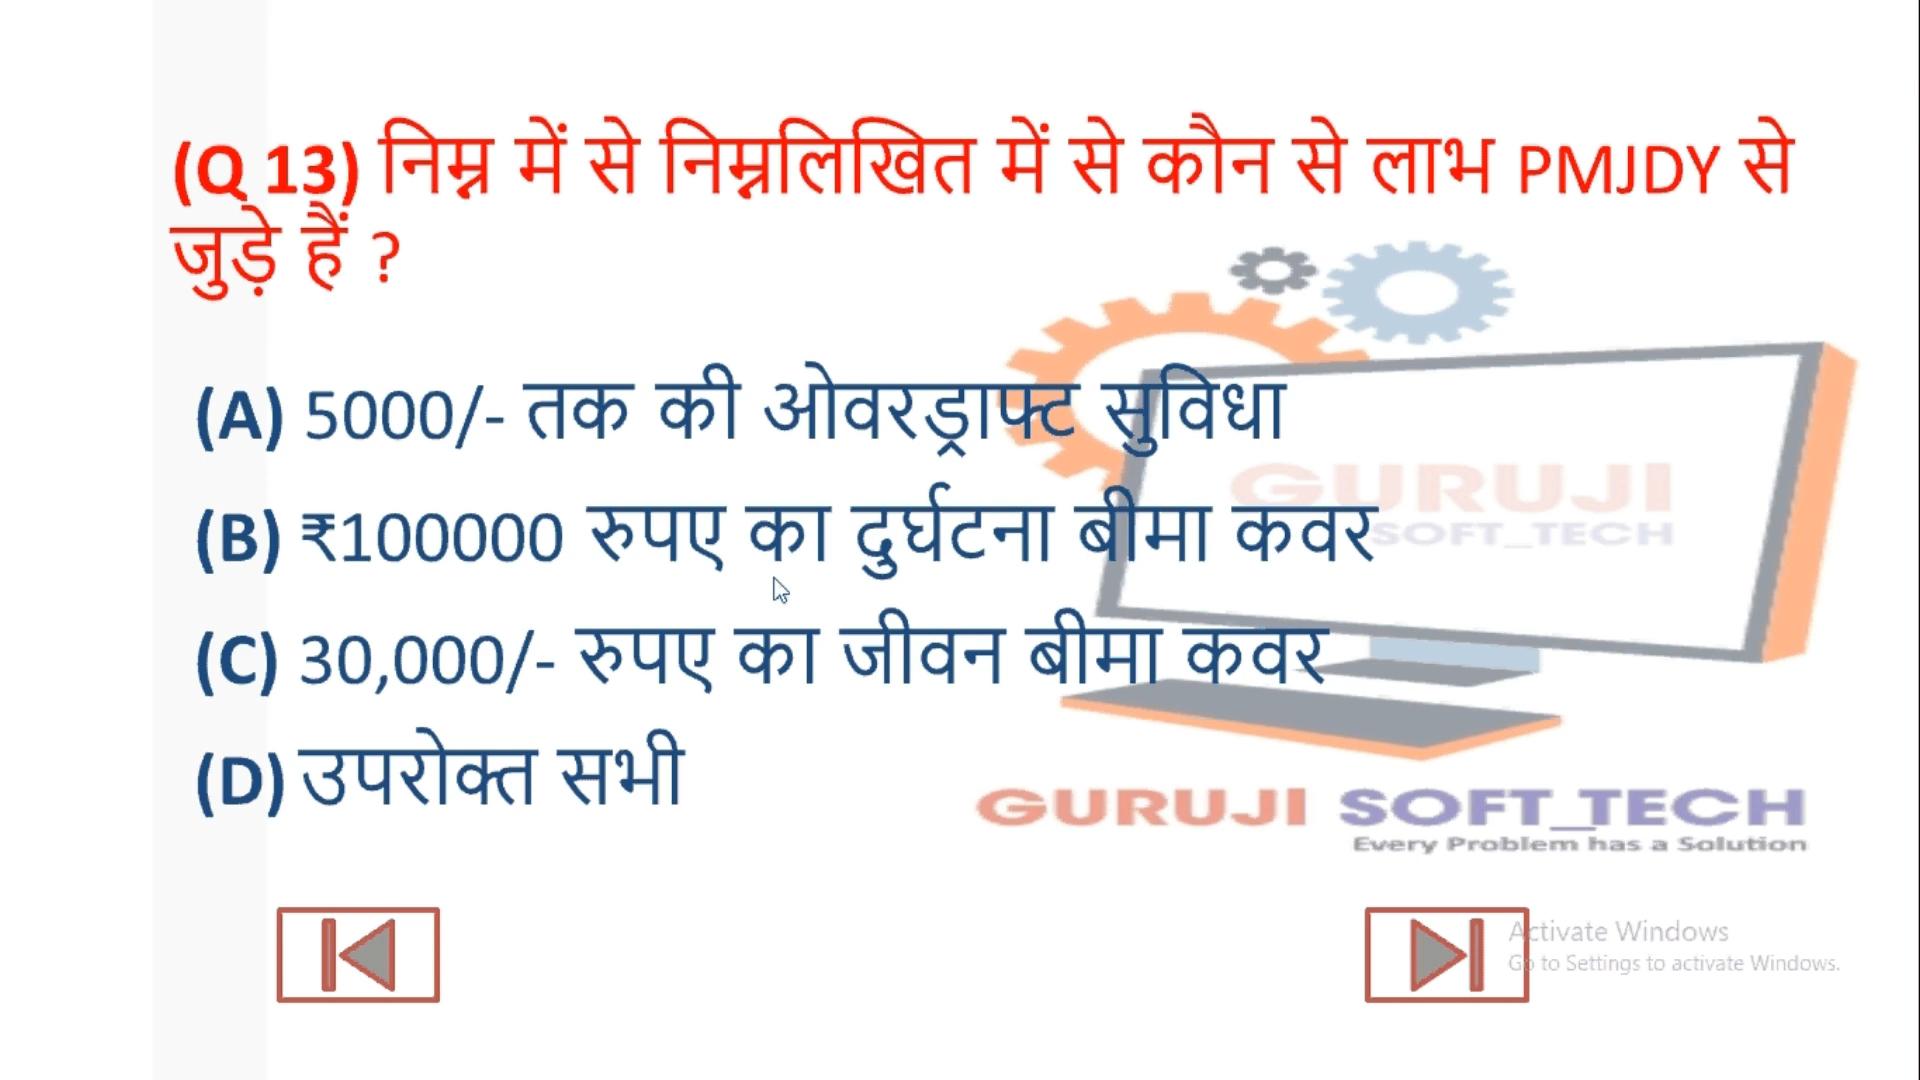 (Q 13) निम्न में से निम्नलिखित में से कौन से लाभ PMJDY से
जुड़े हैं ?
(A) 5000/- तक की ओवरड्राफ्ट सुविधा
(B) ₹100000 रुपए का दुर्घटना बीमा कवर
(C) 30,000/- रुपए का जीवन बीमा कवर
(D) उपरोक्त सभी
GURUJI
SOFT_TECH
GURUJI SOFT_TECH
Every Problem has a Solution
Activate Windows
Go to Settings to activate Windows.